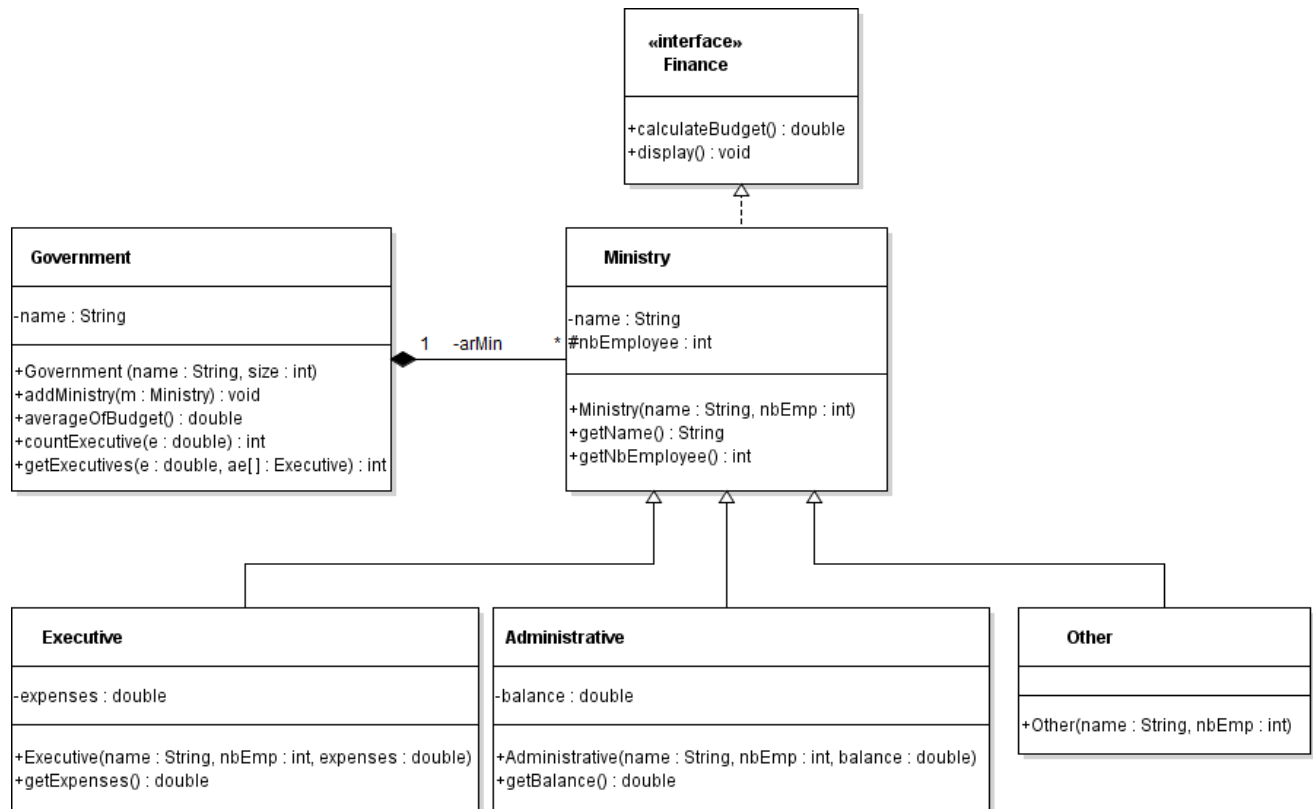 «interface»
Finance
+calculateBudget() : double
+display() : void
Government
-name : String
+Government (name : String, size : int)
+addMinistry(m : Ministry) : void
+averageOfBudget() : double
+countExecutive(e : double) : int
+getExecutives(e : double, ae[ ] : Executive) : int
1 -arMin *
Ministry
-name : String
#nbEmployee : int
+Ministry(name : String, nbEmp : int)
+getName() : String
+getNbEmployee() : int
Executive
-expenses : double
+Executive(name : String, nbEmp : int, expenses : double)
+getExpenses() : double
Administrative
-balance : double
+Administrative(name : String, nbEmp : int, balance : double)
+getBalance() : double
Other
+Other(name : String, nbEmp : int)